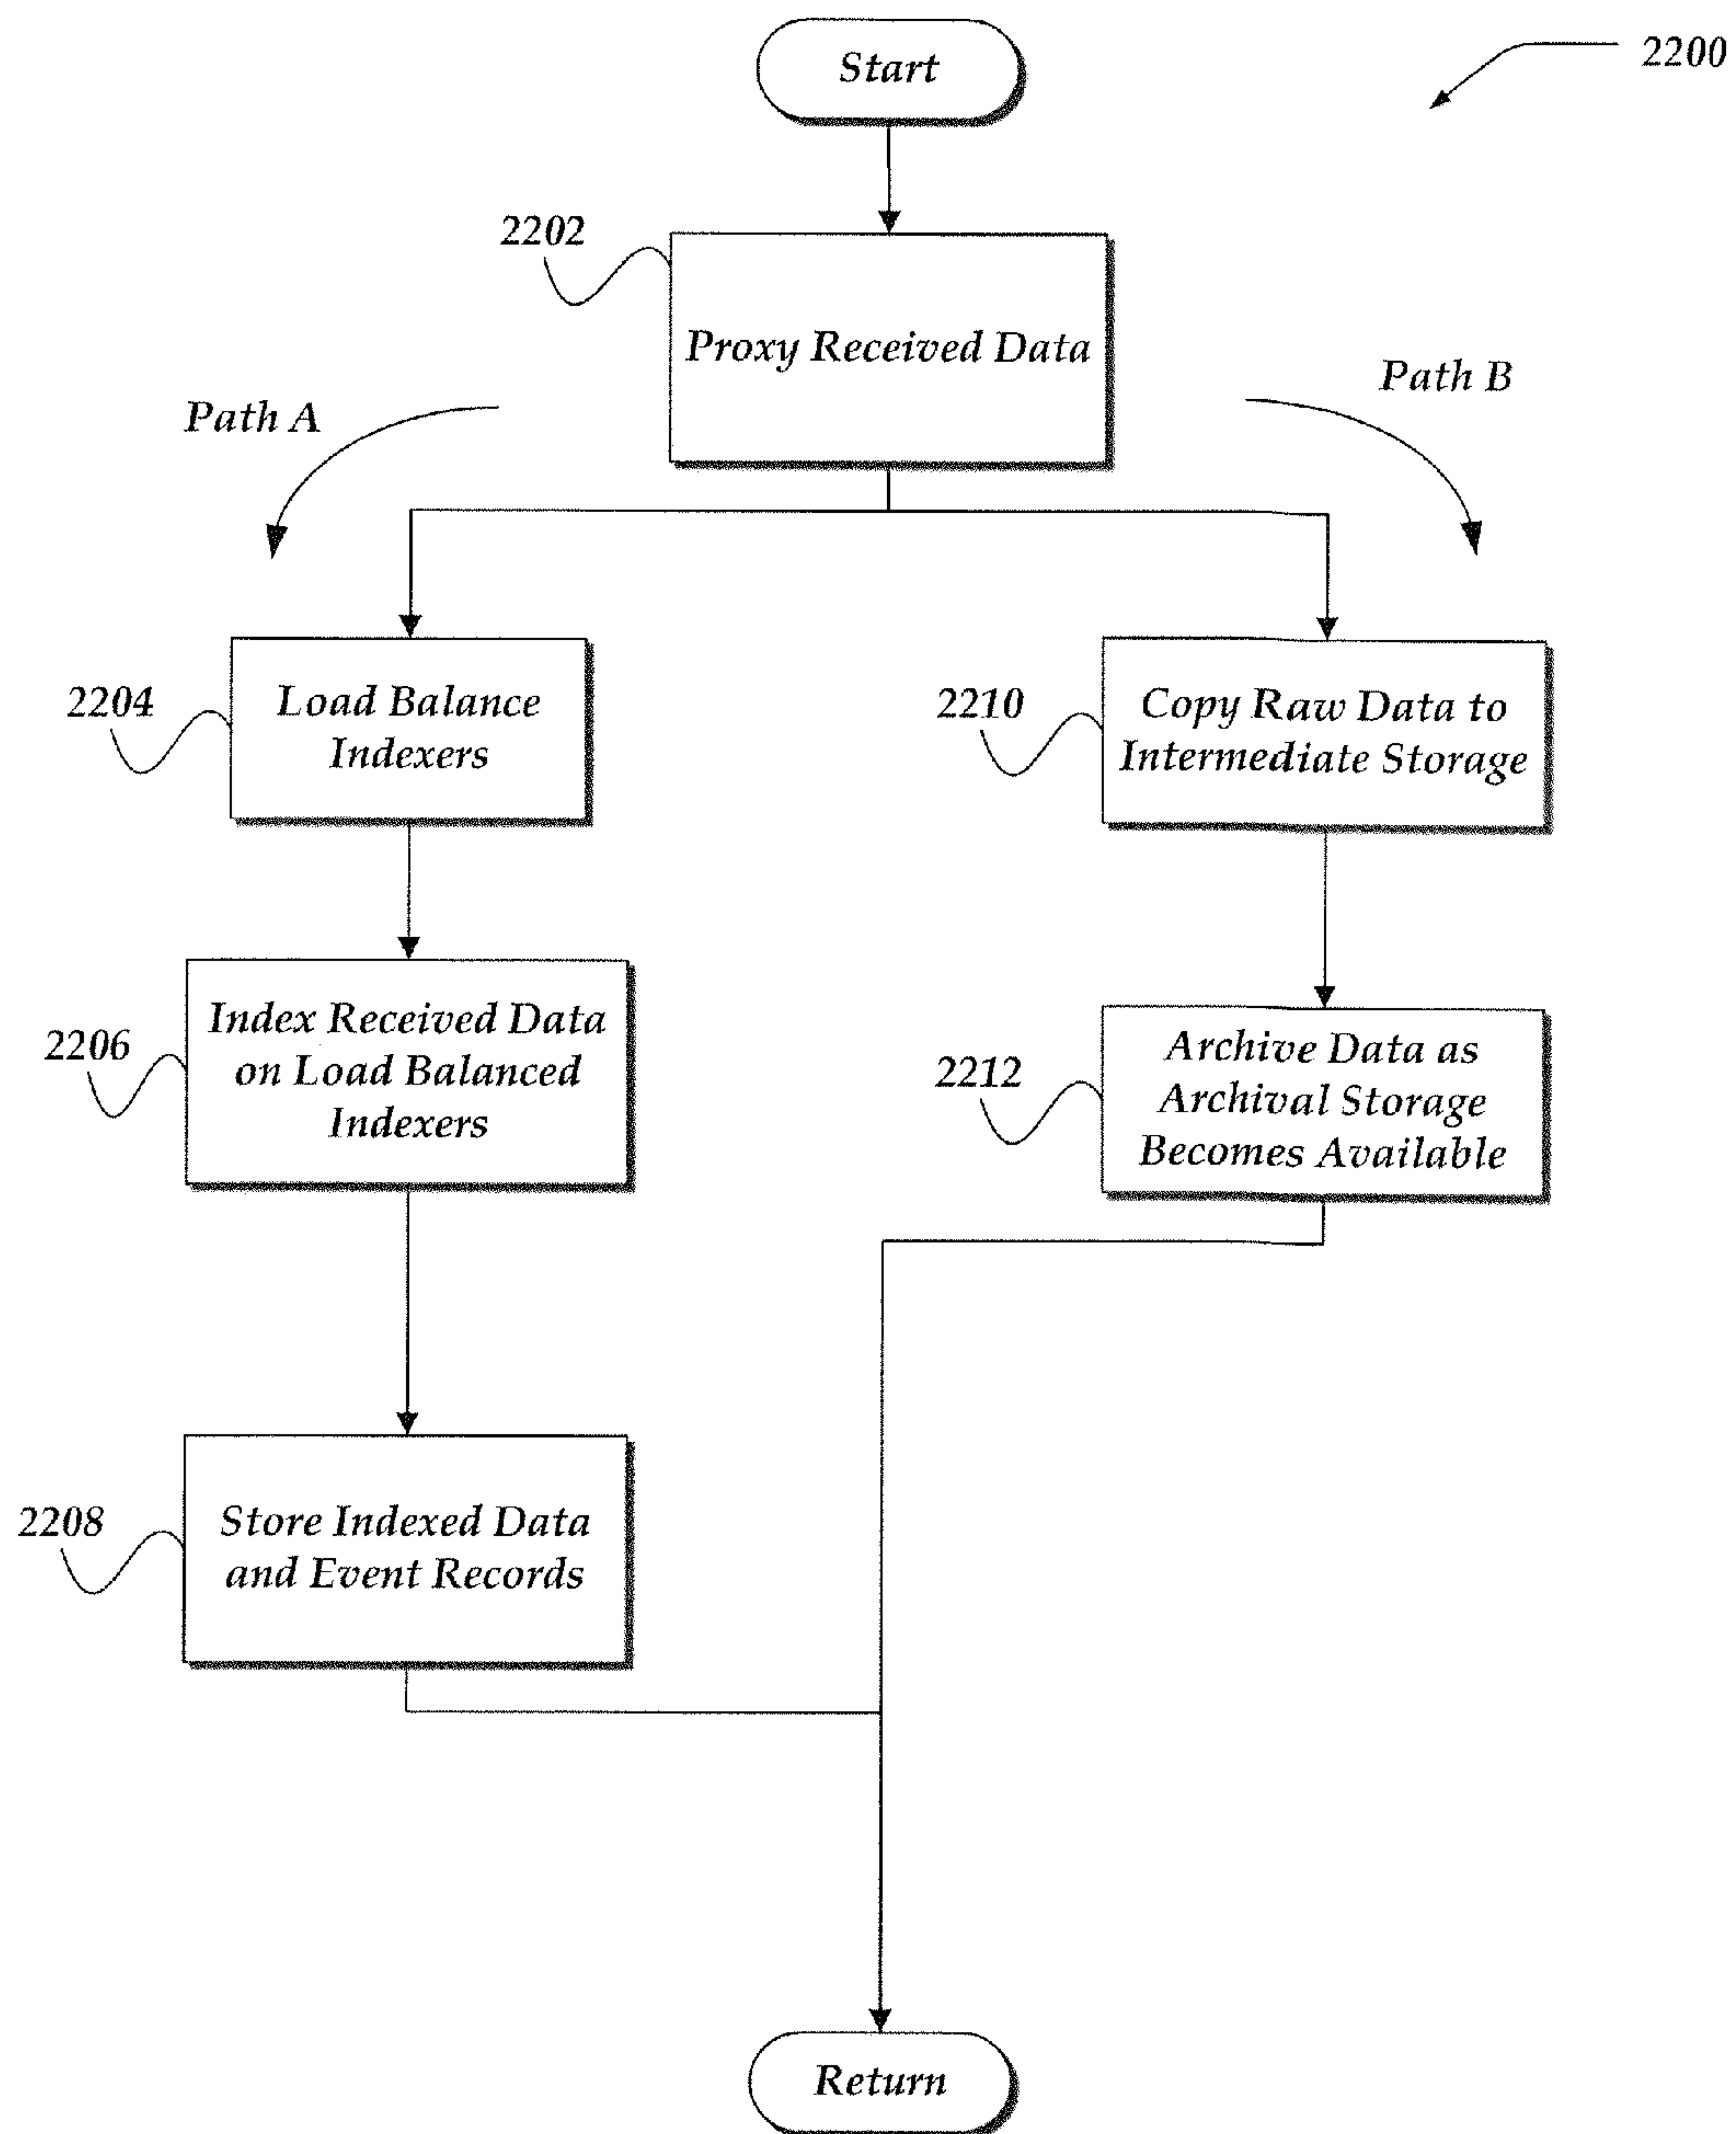 Start
2200
2202
Proxy Received Data
Path A
Path B
2204
Load Balance
Indexers
2210
Copy Raw Data to
Intermediate Storage
2206
Index Received Data
on Load Balanced
Indexers
2212
Archive Data as
Archival Storage
Becomes Available
2208
Store Indexed Data
and Event Records
Return